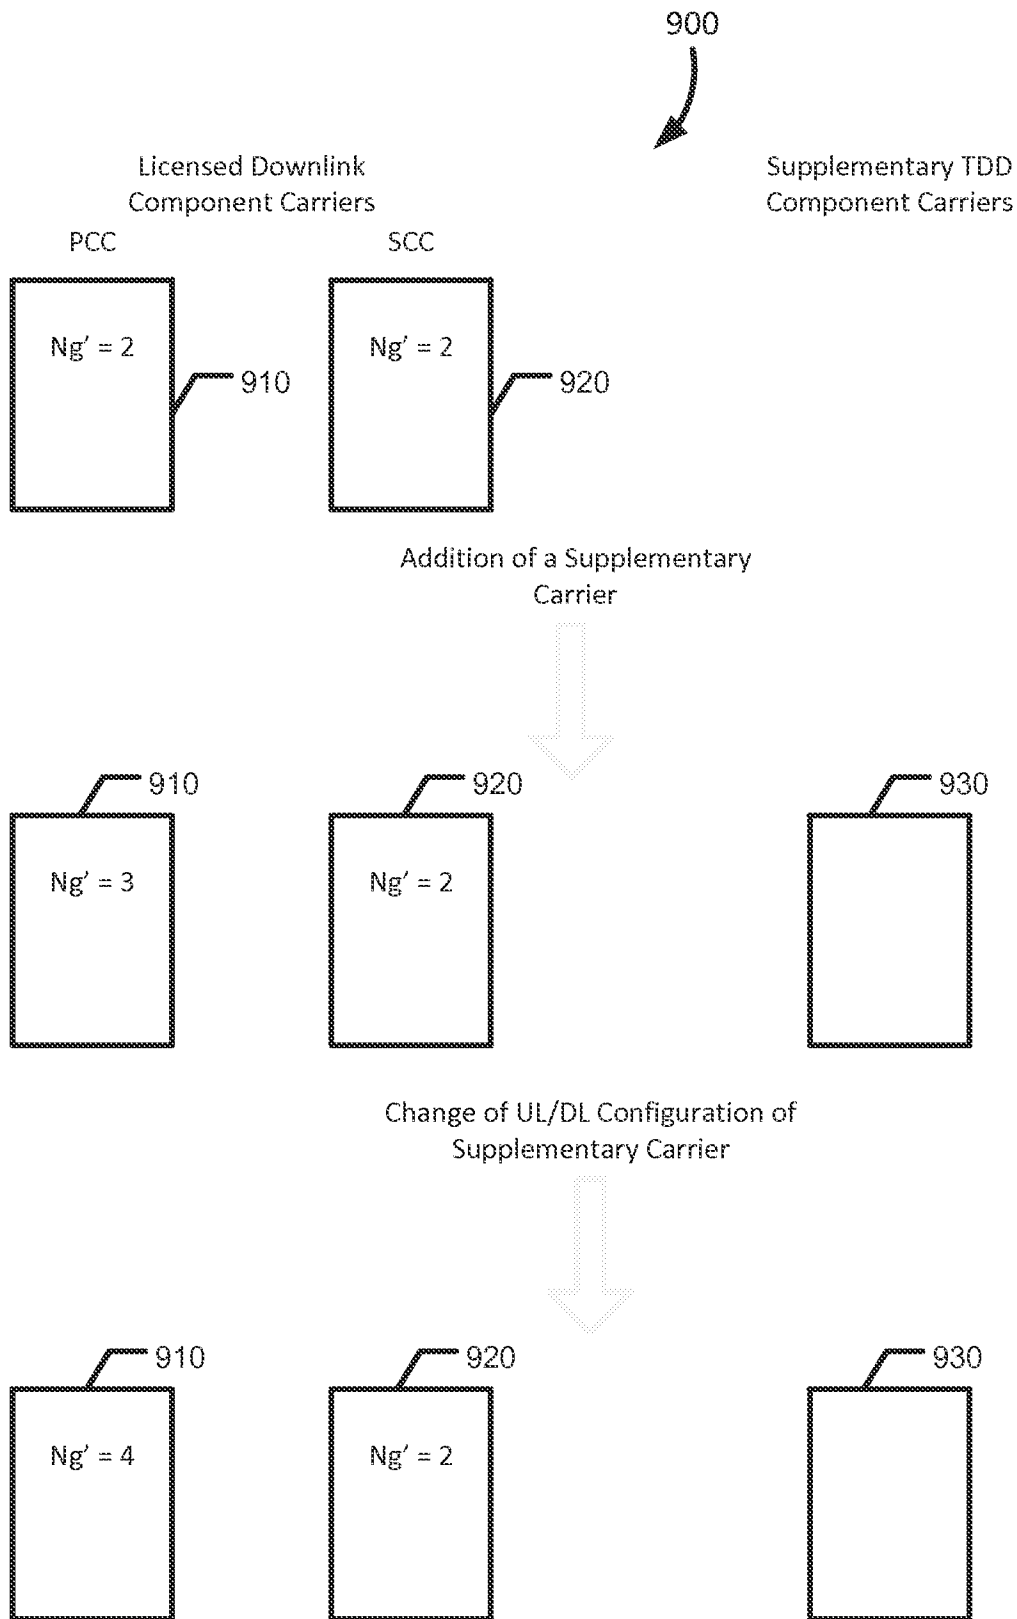 900
Licensed Downlink
Component Carriers
Supplementary TDD
Component Carriers
PCC
SCC
Ng' = 2
Ng' = 2
910
920
Addition of a Supplementary
Carrier
910
920
930
Ng' = 3
Ng' = 2
Change of UL/DL Configuration of
Supplementary Carrier
910
920
930
Ng' = 4
Ng' = 2